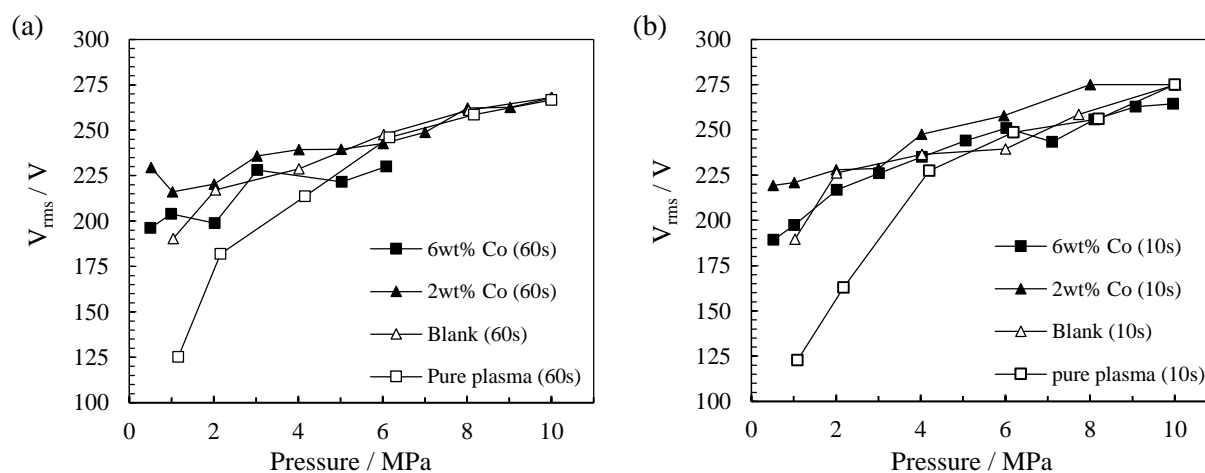 (a)
300
275
250
225
200
175
150
125
100
V_rms / V
0 2 4 6 8 10
Pressure / MPa
6wt% Co (60s)
2wt% Co (60s)
Blank (60s)
Pure plasma (60s)
(b)
300
275
250
225
200
175
150
125
100
V_rms / V
0 2 4 6 8 10
Pressure / MPa
6wt% Co (10s)
2wt% Co (10s)
Blank (10s)
pure plasma (10s)